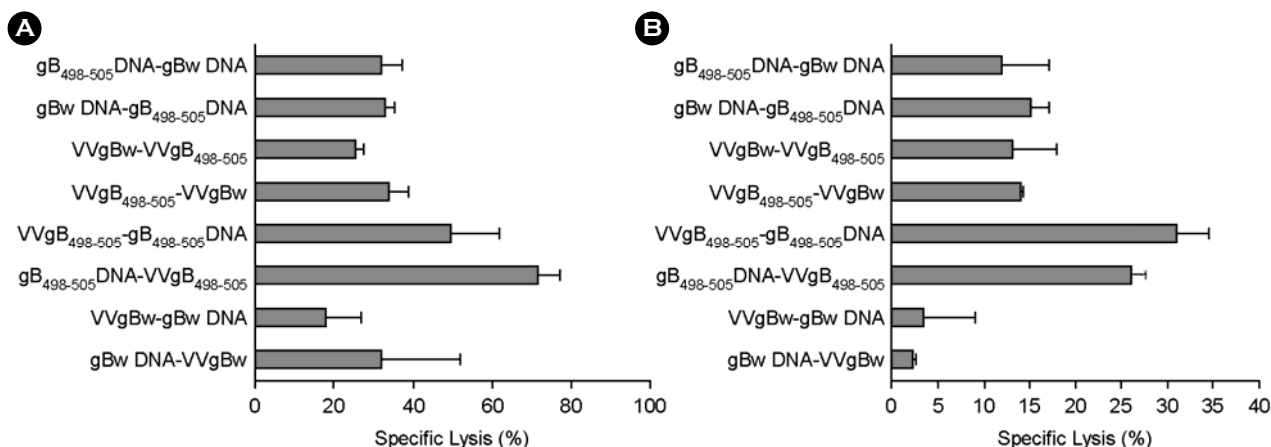 A
gB498-505DNA-gBw DNA
gBw DNA-gB498-505DNA
VVgBw-VVgB498-505
VVgB498-505-VVgBw
VVgB498-505-gB498-505DNA
gB498-505DNA-VVgB498-505
VVgBw-gBw DNA
gBw DNA-VVgBw
0 20 40 60 80 100
Specific Lysis (%)
B
gB498-505DNA-gBw DNA
gBw DNA-gB498-505DNA
VVgBw-VVgB498-505
VVgB498-505-VVgBw
VVgB498-505-gB498-505DNA
gB498-505DNA-VVgB498-505
VVgBw-gBw DNA
gBw DNA-VVgBw
0 5 10 15 20 25 30 35 40
Specific Lysis (%)